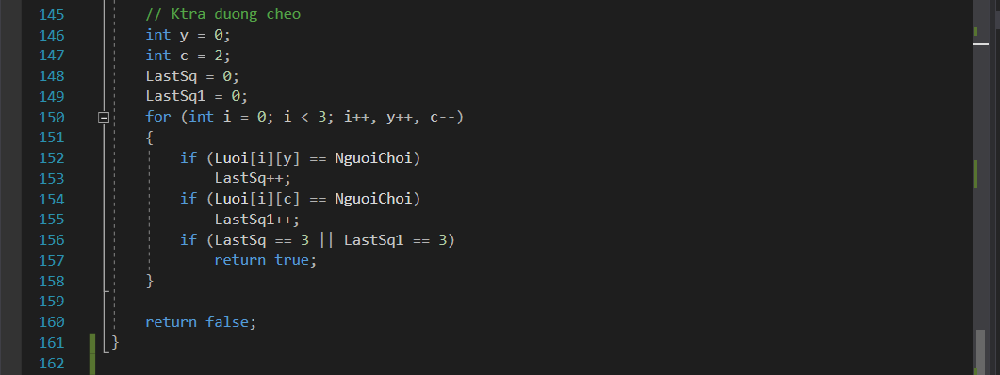 145 // Ktra duong cheo
146 int y = 0;
147 int c = 2;
148 LastSq = 0;
149 LastSq1 = 0;
150 for (int i = 0; i < 3; i++, y++, c--)
151 {
152 if (Luoi[i][y] == NguoiChoi)
153 LastSq++;
154 if (Luoi[i][c] == NguoiChoi)
155 LastSq1++;
156 if (LastSq == 3 || LastSq1 == 3)
157 return true;
158 }
159
160 return false;
161 }
162